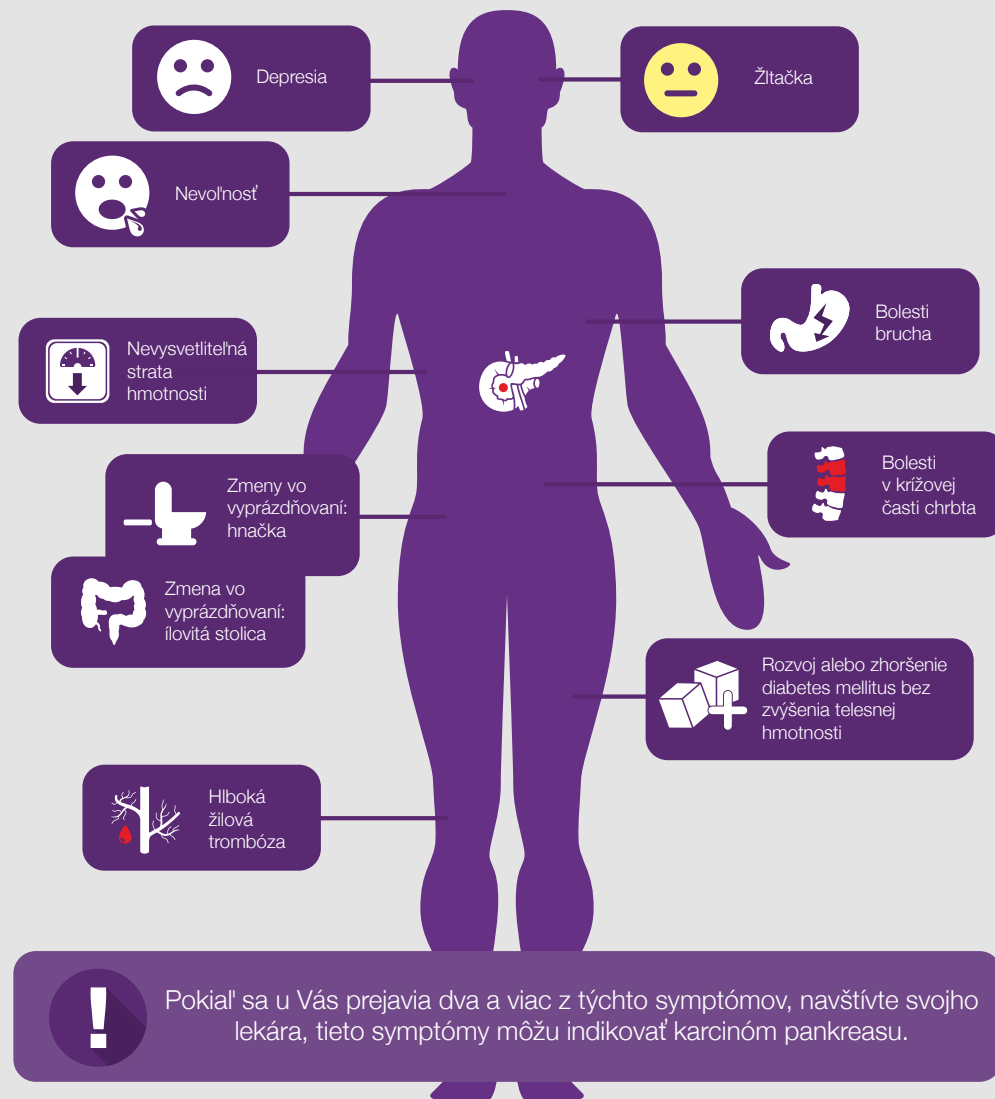 Depresia
Žltačka
Nevoľnosť
Bolesti
brucha
Nevysvetliteľná
strata
hmotnosti
Bolesti
v krížovej
časti chrbta
Zmeny vo
vyprázdňovaní:
hnačka
Zmena vo
vyprázdňovaní:
ílovitá stolica
Rozvoj alebo zhoršenie
diabetes mellitus bez
zvýšenia telesnej
hmotnosti
Hlboká
žilová
trombóza
Pokiaľ sa u Vás prejavia dva a viac z týchto symptómov, navštívte svojho
lekára, tieto symptómy môžu indikovať karcinóm pankreasu.